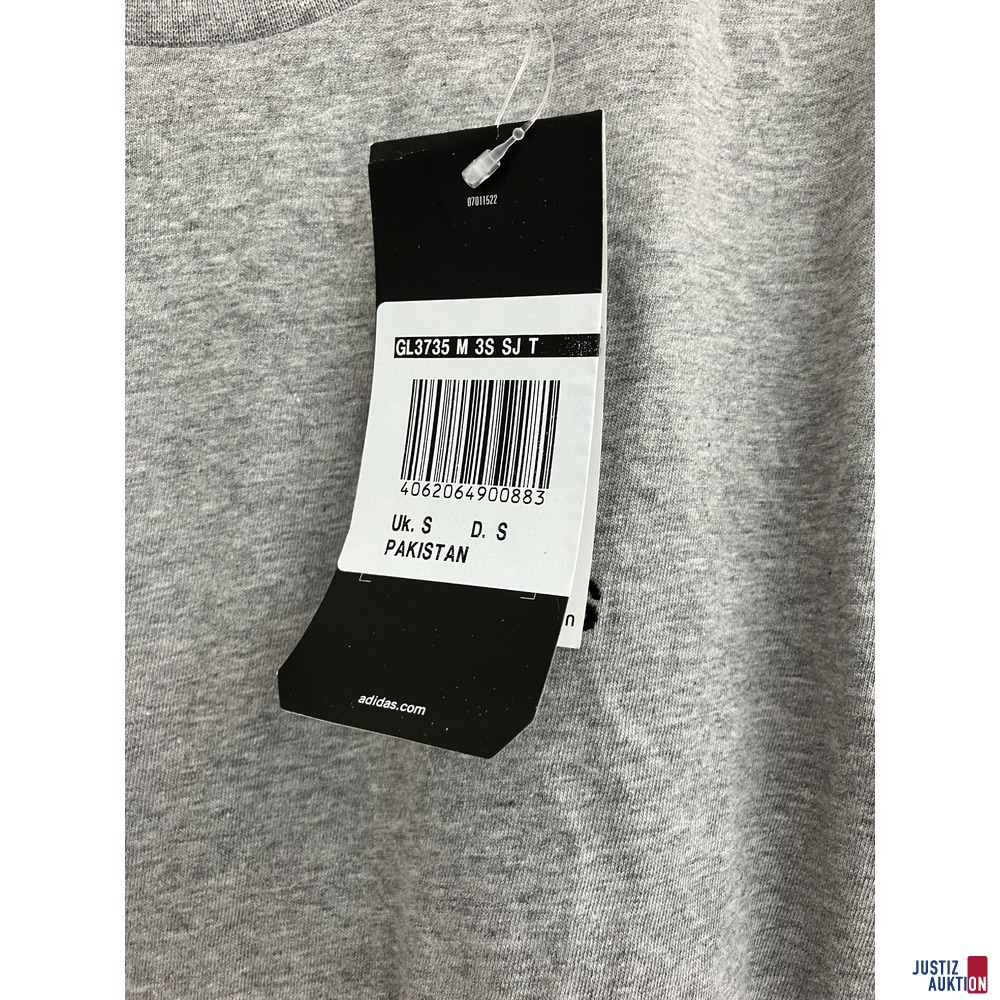 07011522
GL3735 M 3S SJ T
4062064900883
Uk. S D. S
PAKISTAN
n
adidas.com
JUSTIZ
AUKTION